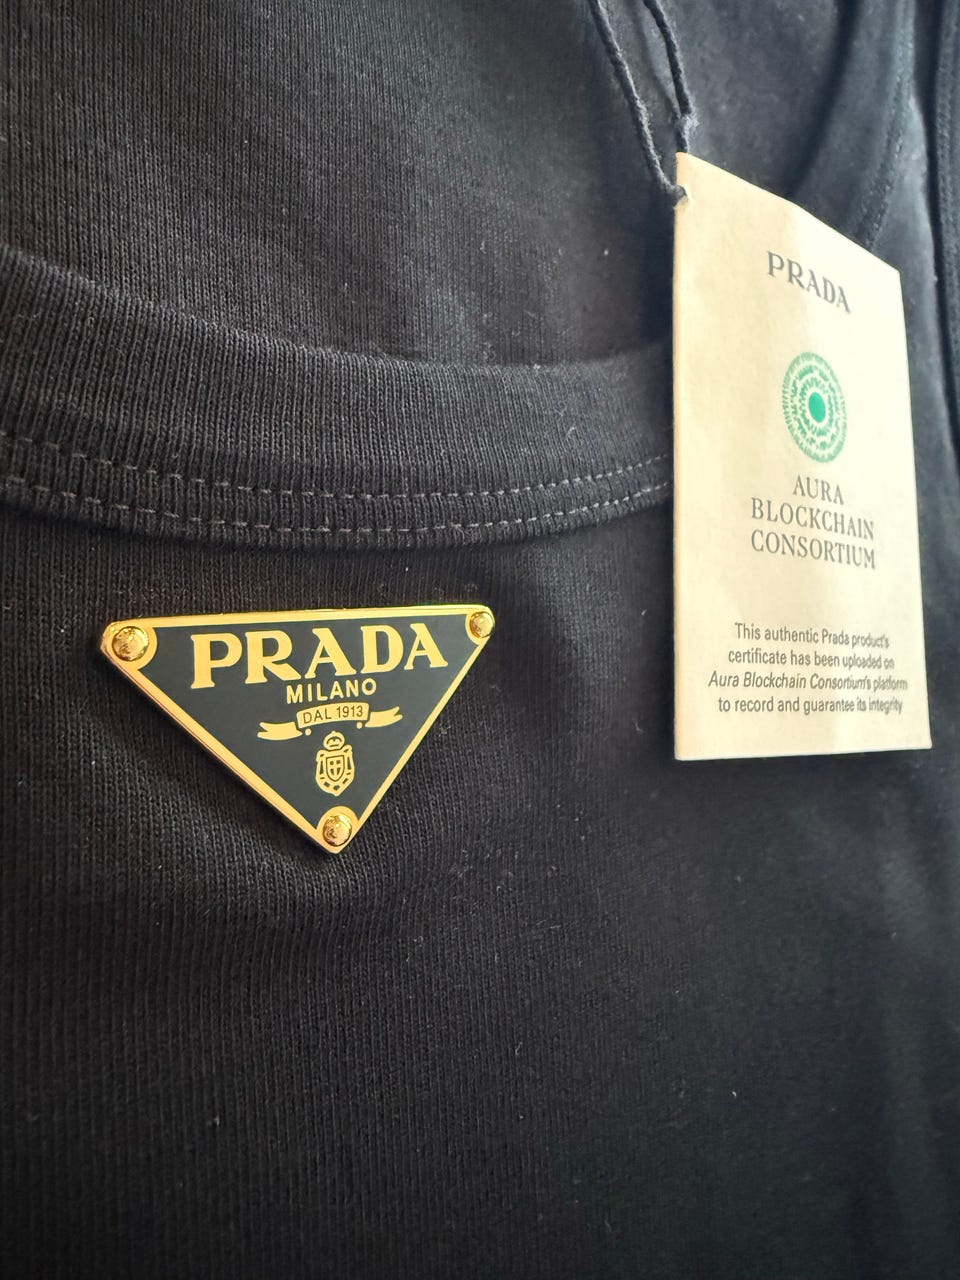 PRADA
MILANO
DAL 1913
PRADA
AURA
BLOCKCHAIN
CONSORTIUM
This authentic Prada product's
certificate has been uploaded on
Aura Blockchain Consortium's platform
to record and guarantee its integrity